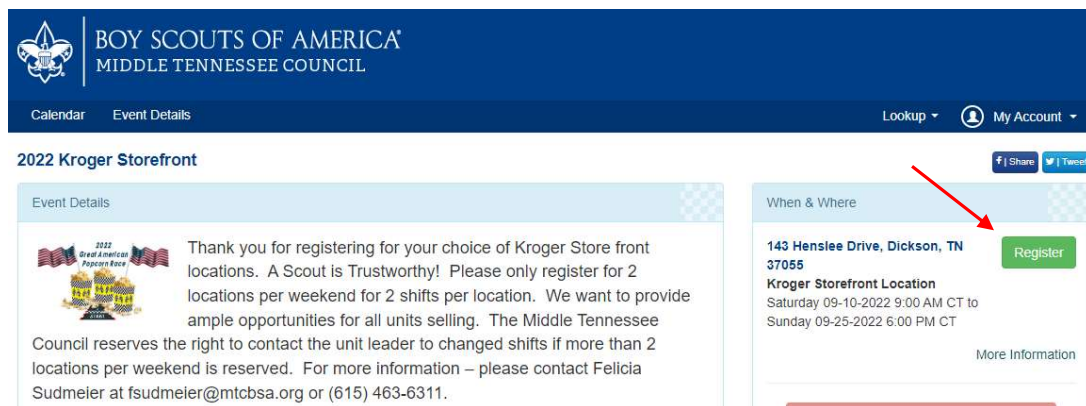 BOY SCOUTS OF AMERICA®
MIDDLE TENNESSEE COUNCIL
Calendar Event Details Lookup My Account
2022 Kroger Storefront
f | Share | Tweet
Event Details
2022
Great American
Popcorn Race
Thank you for registering for your choice of Kroger Store front
locations. A Scout is Trustworthy! Please only register for 2
locations per weekend for 2 shifts per location. We want to provide
ample opportunities for all units selling. The Middle Tennessee
Council reserves the right to contact the unit leader to changed shifts if more than 2
locations per weekend is reserved. For more information – please contact Felicia
Sudmeier at fsudmeier@mtcbsa.org or (615) 463-6311.
When & Where
143 Henslee Drive, Dickson, TN
37055
Register
Kroger Storefront Location
Saturday 09-10-2022 9:00 AM CT to
Sunday 09-25-2022 6:00 PM CT
More Information